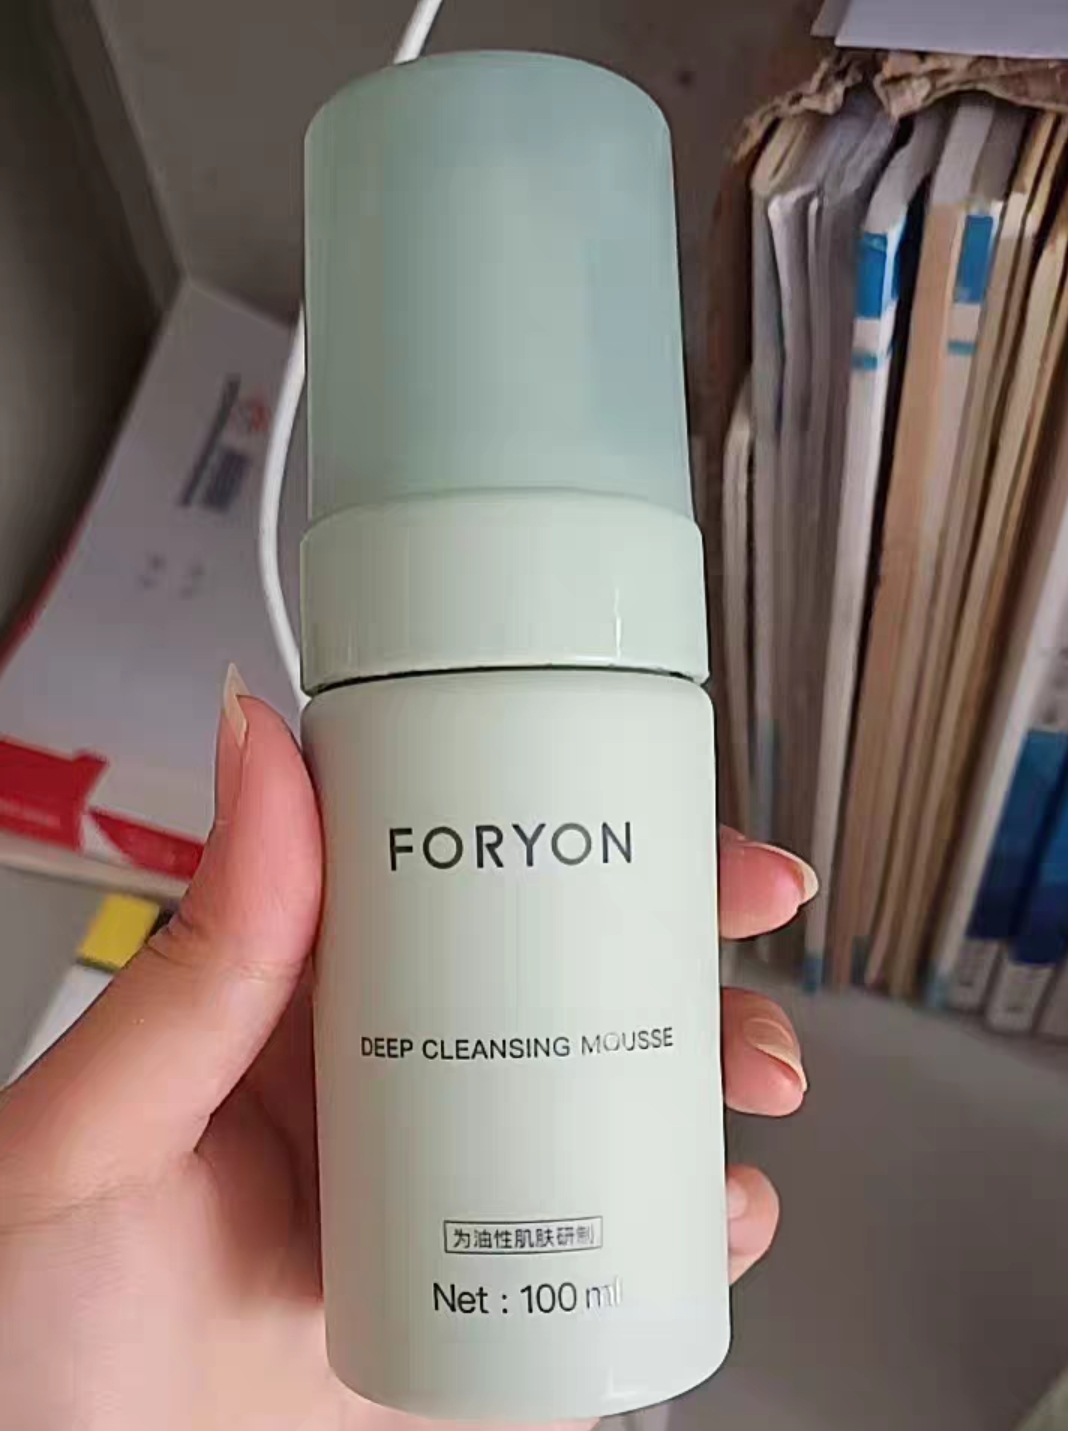 FORYON
DEEP CLEANSING MOUSSE
为油性肌肤研制
Net : 100 ml